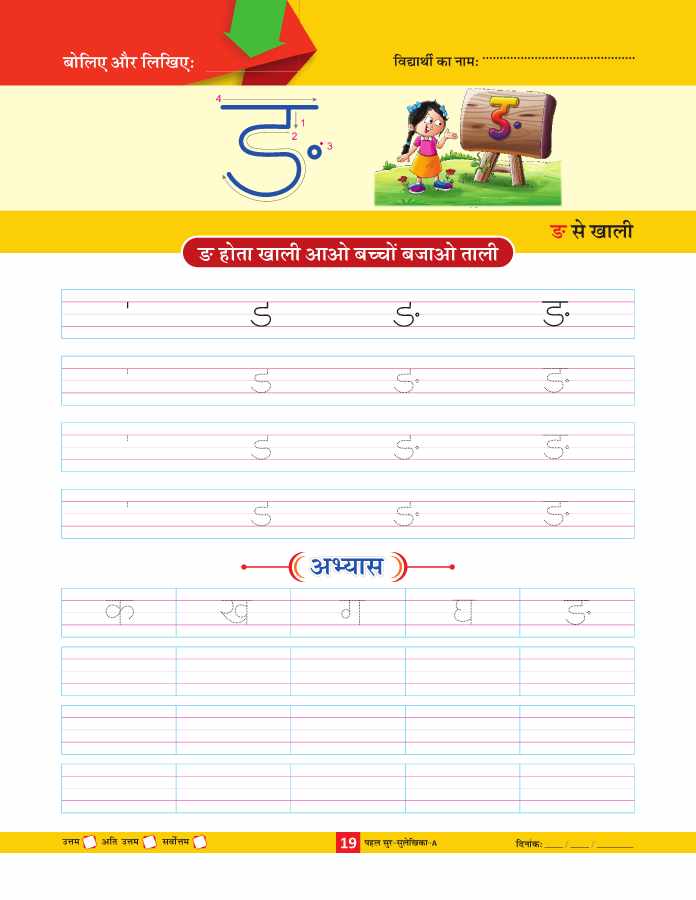 बोलिए और लिखिए:
विद्यार्थी का नाम:
4 1 2 3
ङ
ङ
ङ से खाली
ङ होता खाली आओ बच्चों बजाओ ताली
' ड ड· ङ
' ड ड· ङ
' ड ड· ङ
' ड ड· ङ
अभ्यास
क ख ग घ ङ
उत्तम अति उत्तम सर्वोत्तम 19 पहल सुर-सुलेखिका-A दिनांक: ____ / ____ / ________